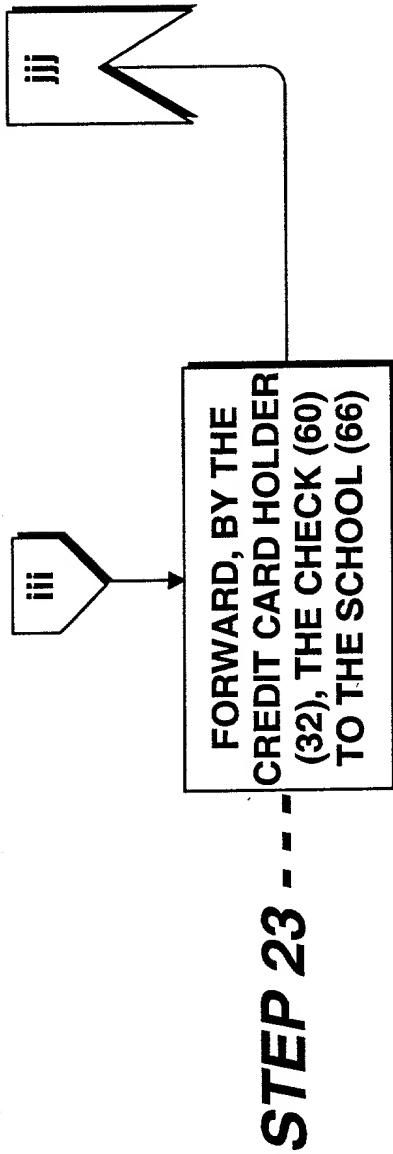 iii
jjj
STEP 23 - - -
FORWARD, BY THE
CREDIT CARD HOLDER
(32), THE CHECK (60)
TO THE SCHOOL (66)